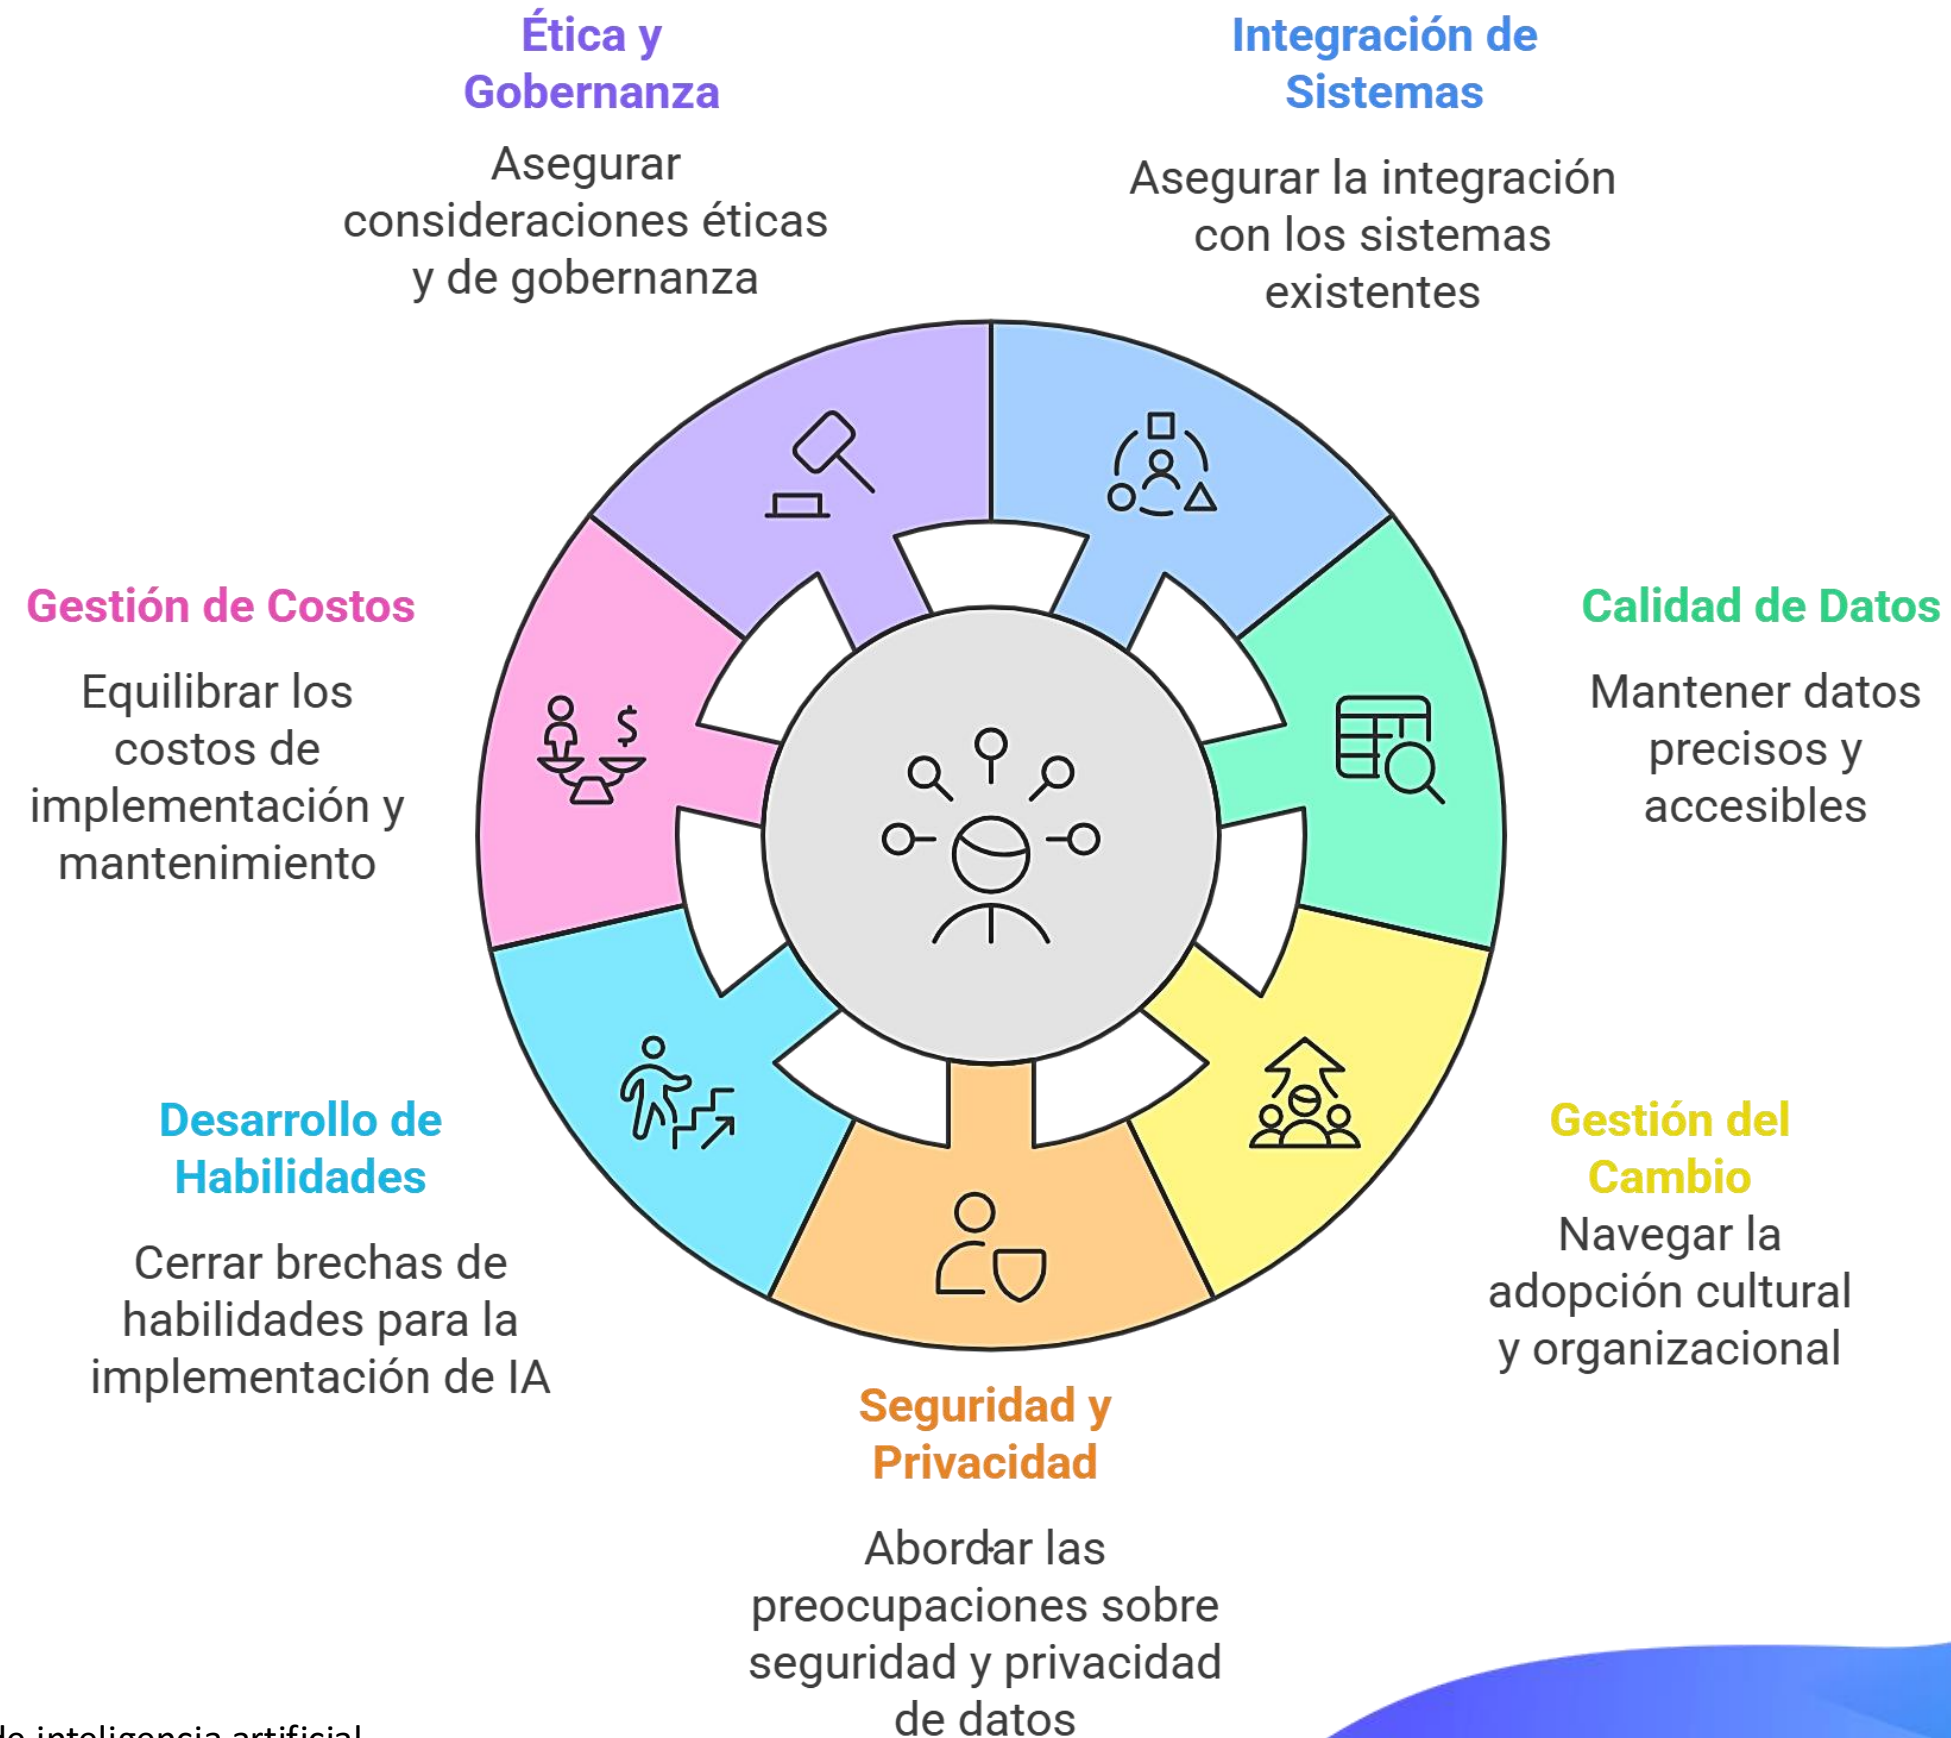 Ética y
Gobernanza
Asegurar
consideraciones éticas
y de gobernanza
Integración de
Sistemas
Asegurar la integración
con los sistemas
existentes
Gestión de Costos
Equilibrar los
costos de
implementación y
mantenimiento
$
Calidad de Datos
Mantener datos
precisos y
accesibles
Desarrollo de
Habilidades
Cerrar brechas de
habilidades para la
implementación de IA
Gestión del
Cambio
Navegar la
adopción cultural
y organizacional
Seguridad y
Privacidad
Abordar las
preocupaciones sobre
seguridad y privacidad
de datos
de inteligencia artificial